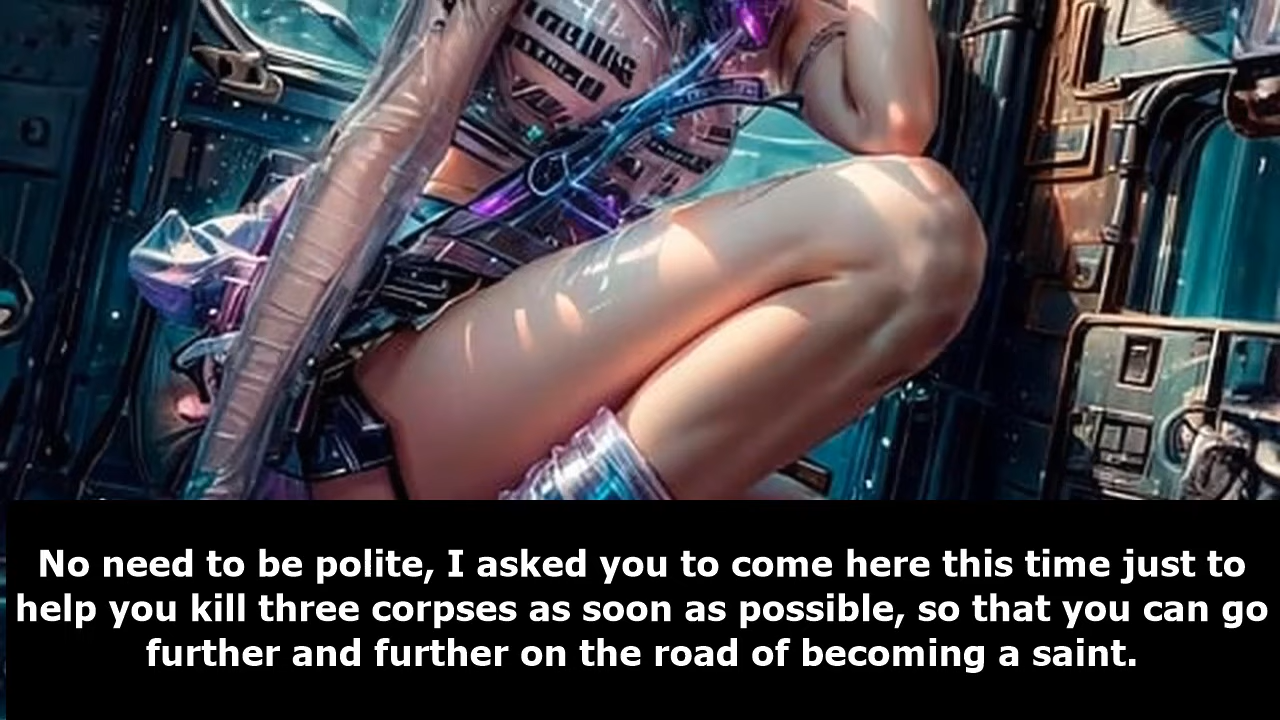 No need to be polite, I asked you to come here this time just to
help you kill three corpses as soon as possible, so that you can go
further and further on the road of becoming a saint.